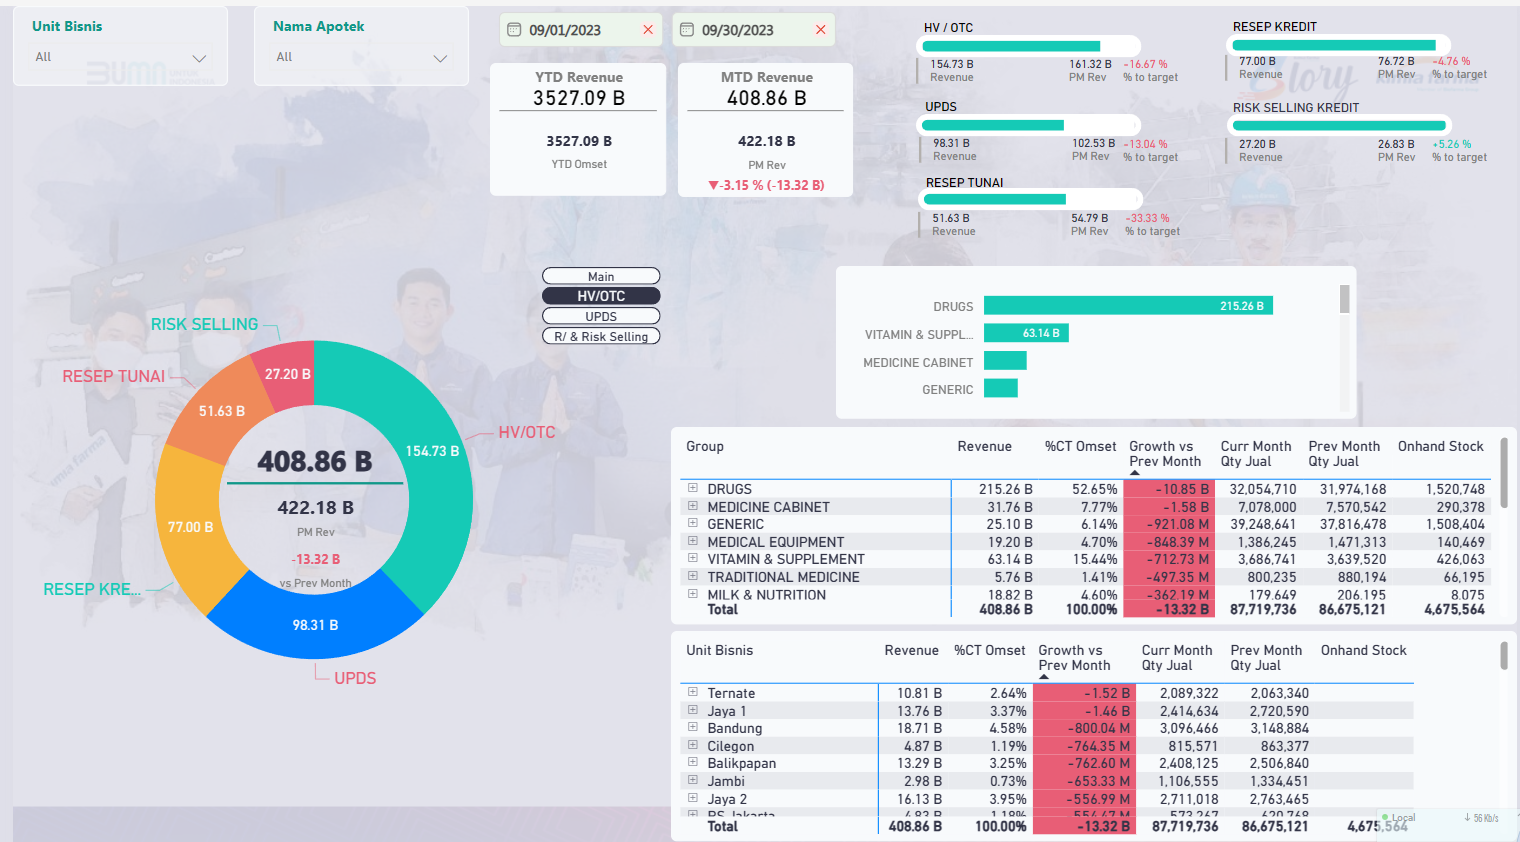 Unit Bisnis
All
Nama Apotek
All
09/01/2023
09/30/2023
YTD Revenue
3527.09 B
3527.09 B
YTD Omset
MTD Revenue
408.86 B
422.18 B
PM Rev
▼-3.15 % (-13.32 B)
HV / OTC
154.73 B 161.32 B -16.67 %
Revenue PM Rev % to target
UPDS
98.31 B 102.53 B -13.04 %
Revenue PM Rev % to target
RESEP TUNAI
51.63 B 54.79 B -33.33 %
Revenue PM Rev % to target
RESEP KREDIT
77.00 B 76.72 B -4.76 %
Revenue PM Rev % to target
RISK SELLING KREDIT
27.20 B 26.83 B +5.26 %
Revenue PM Rev % to target
Main
HV/OTC
UPDS
R/ & Risk Selling
RISK SELLING
27.20 B
RESEP TUNAI
51.63 B
HV/OTC
154.73 B
408.86 B
422.18 B
PM Rev
-13.32 B
vs Prev Month
77.00 B
RESEP KRE...
98.31 B
UPDS
DRUGS 215.26 B
VITAMIN & SUPPL... 63.14 B
MEDICINE CABINET
GENERIC
Group Revenue %CT Omset Growth vs Prev Month Curr Month Qty Jual Prev Month Qty Jual Onhand Stock
DRUGS 215.26 B 52.65% -10.85 B 32,054,710 31,974,168 1,520,748
MEDICINE CABINET 31.76 B 7.77% -1.58 B 7,078,000 7,570,542 290,378
GENERIC 25.10 B 6.14% -921.08 M 39,248,641 37,816,478 1,508,404
MEDICAL EQUIPMENT 19.20 B 4.70% -848.39 M 1,386,245 1,471,313 140,469
VITAMIN & SUPPLEMENT 63.14 B 15.44% -712.73 M 3,686,741 3,639,520 426,063
TRADITIONAL MEDICINE 5.76 B 1.41% -497.35 M 800,235 880,194 66,195
MILK & NUTRITION 18.82 B 4.60% -362.19 M 179,649 206,195 8,075
Total 408.86 B 100.00% -13.32 B 87,719,736 86,675,121 4,675,564
Unit Bisnis Revenue %CT Omset Growth vs Prev Month Curr Month Qty Jual Prev Month Qty Jual Onhand Stock
Ternate 10.81 B 2.64% -1.52 B 2,089,322 2,063,340
Jaya 1 13.76 B 3.37% -1.46 B 2,414,634 2,720,590
Bandung 18.71 B 4.58% -800.04 M 3,096,466 3,148,884
Cilegon 4.87 B 1.19% -764.35 M 815,571 863,377
Balikpapan 13.29 B 3.25% -762.60 M 2,408,125 2,506,840
Jambi 2.98 B 0.73% -653.33 M 1,106,555 1,334,451
Jaya 2 16.13 B 3.95% -556.99 M 2,711,018 2,763,465
Total 408.86 B 100.00% -13.32 B 87,719,736 86,675,121 4,675,564
Local ↓ 56 Kb/s